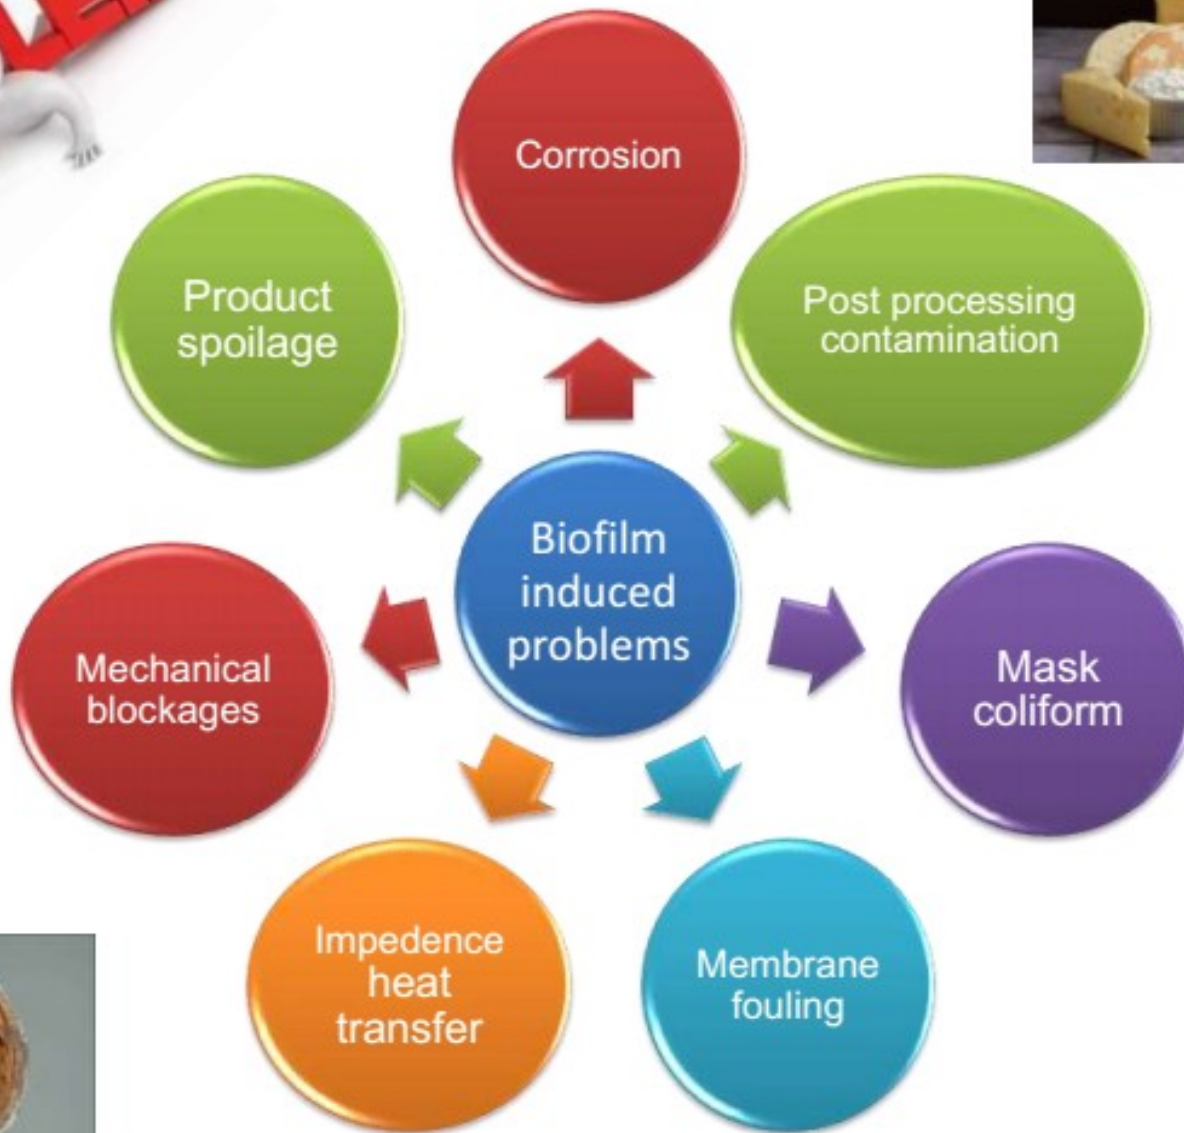 Corrosion
Post processing
contamination
Mask
coliform
Membrane
fouling
Impedence
heat
transfer
Mechanical
blockages
Product
spoilage
Biofilm
induced
problems